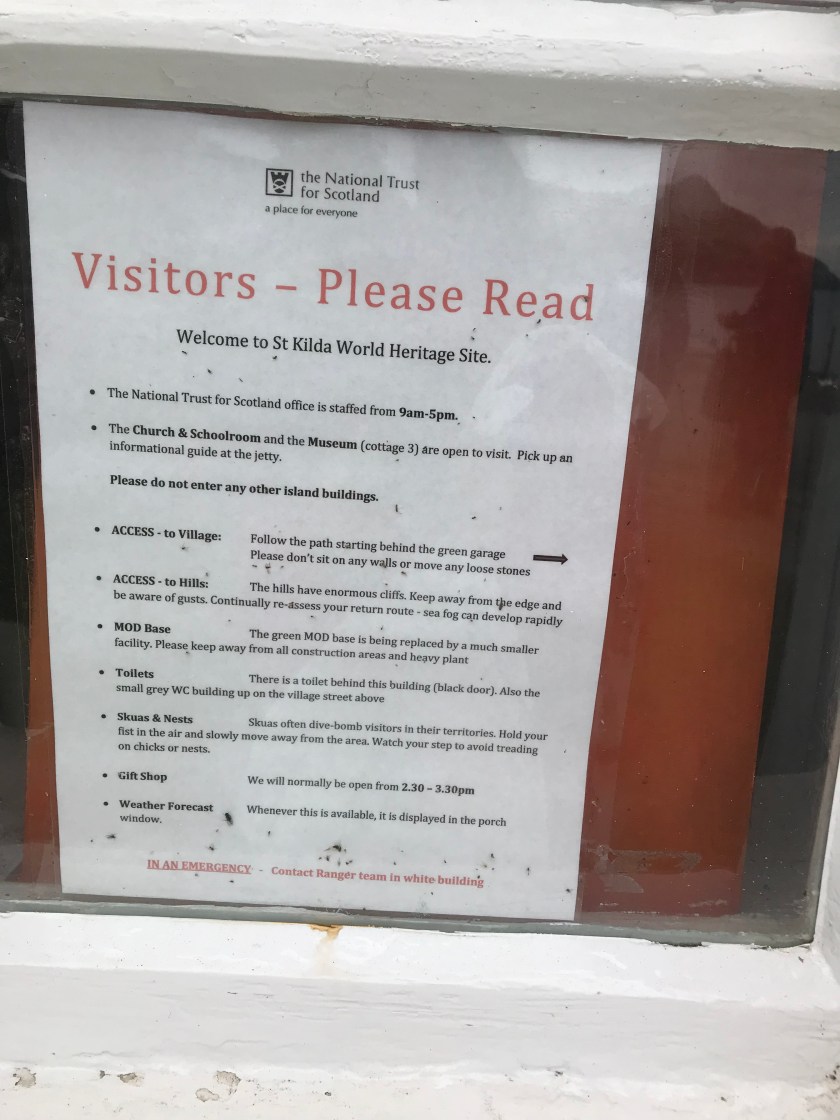 the National Trust
for Scotland
a place for everyone
Visitors – Please Read
Welcome to St Kilda World Heritage Site.
• The National Trust for Scotland office is staffed from 9am-5pm.
• The Church & Schoolroom and the Museum (cottage 3) are open to visit. Pick up an
informational guide at the jetty.
Please do not enter any other island buildings.
• ACCESS - to Village: Follow the path starting behind the green garage
Please don't sit on any walls or move any loose stones
• ACCESS - to Hills: The hills have enormous cliffs. Keep away from the edge and
be aware of gusts. Continually re-assess your return route - sea fog can develop rapidly
• MOD Base The green MOD base is being replaced by a much smaller
facility. Please keep away from all construction areas and heavy plant
• Toilets There is a toilet behind this building (black door). Also the
small grey WC building up on the village street above
• Skuas & Nests Skuas often dive-bomb visitors in their territories. Hold your
fist in the air and slowly move away from the area. Watch your step to avoid treading
on chicks or nests.
• Gift Shop We will normally be open from 2.30 – 3.30pm
• Weather Forecast Whenever this is available, it is displayed in the porch
window.
IN AN EMERGENCY - Contact Ranger team in white building